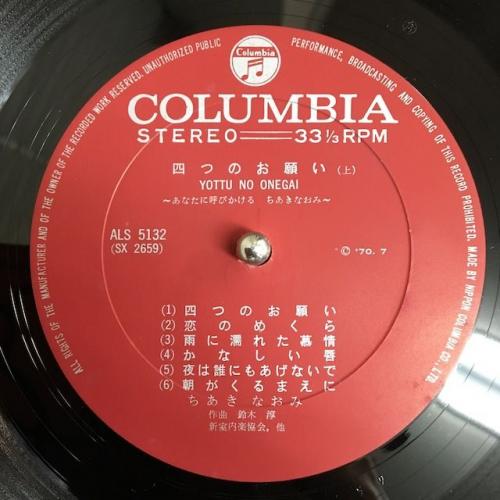 ALL RIGHTS OF THE MANUFACTURER AND OF THE OWNER OF THE RECORDED WORK RESERVED. UNAUTHORIZED PUBLIC PERFORMANCE, BROADCASTING AND COPYING OF THIS RECORD PROHIBITED. MADE BY NIPPON COLUMBIA CO., LTD.
Columbia
COLUMBIA
STEREO 33 1/3 RPM
四つのお願い (上)
YOTTU NO ONEGAI
~あなたに呼びかける ちあきなおみ~
ALS 5132
(SX 2659)
© '70. 7
(1) 四つのお願い
(2) 恋のめくら
(3) 雨に濡れた慕情
(4) かなしい唇
(5) 夜は誰にもあげないで
(6) 朝がくるまえに
ちあき なおみ
作曲 鈴木 淳
新室内楽協会, 他